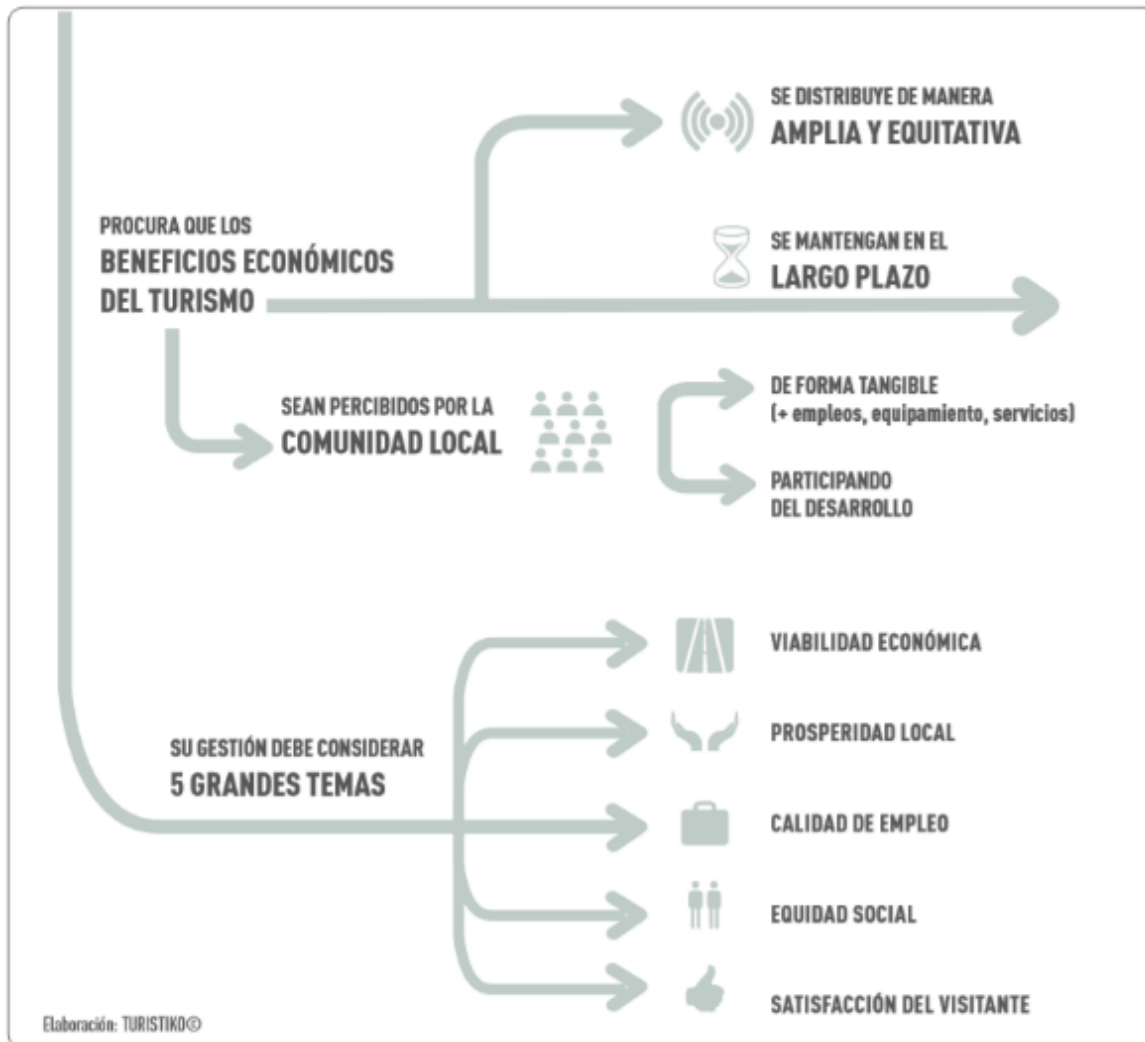 SE DISTRIBUYE DE MANERA
AMPLIA Y EQUITATIVA
PROCURA QUE LOS
BENEFICIOS ECONÓMICOS
DEL TURISMO
SE MANTENGAN EN EL
LARGO PLAZO
SEAN PERCIBIDOS POR LA
COMUNIDAD LOCAL
DE FORMA TANGIBLE
(+ empleos, equipamiento, servicios)
PARTICIPANDO
DEL DESARROLLO
SU GESTIÓN DEBE CONSIDERAR
5 GRANDES TEMAS
VIABILIDAD ECONÓMICA
PROSPERIDAD LOCAL
CALIDAD DE EMPLEO
EQUIDAD SOCIAL
SATISFACCIÓN DEL VISITANTE
Elaboración: TURISTIKO©